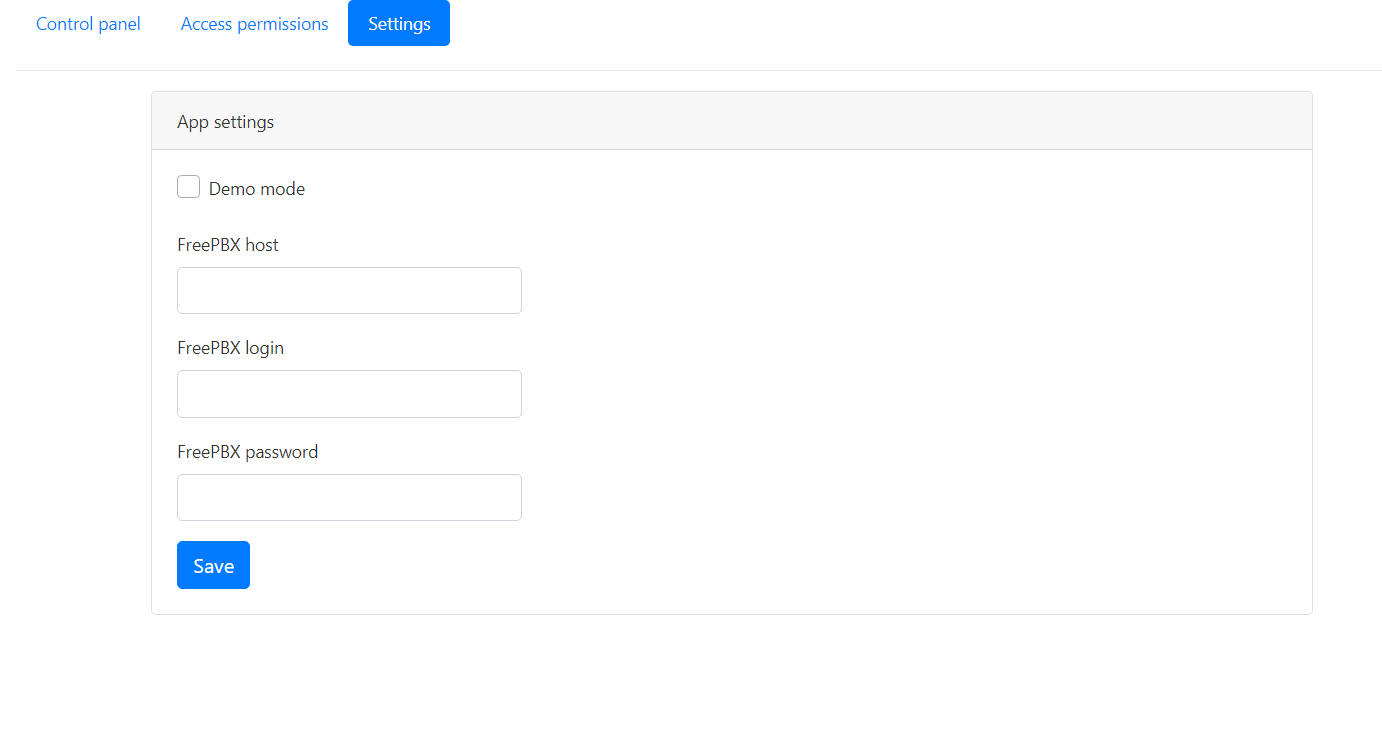 Control panel Access permissions Settings
App settings
Demo mode
FreePBX host
FreePBX login
FreePBX password
Save